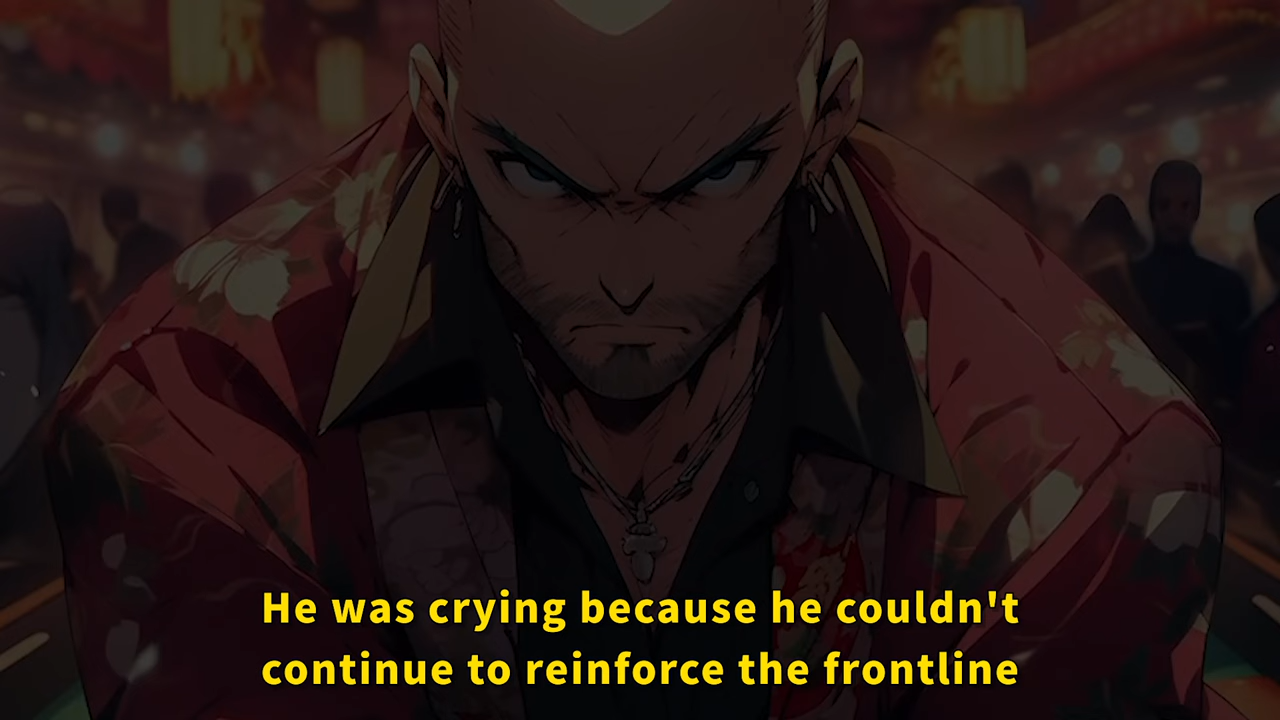 He was crying because he couldn't
continue to reinforce the frontline